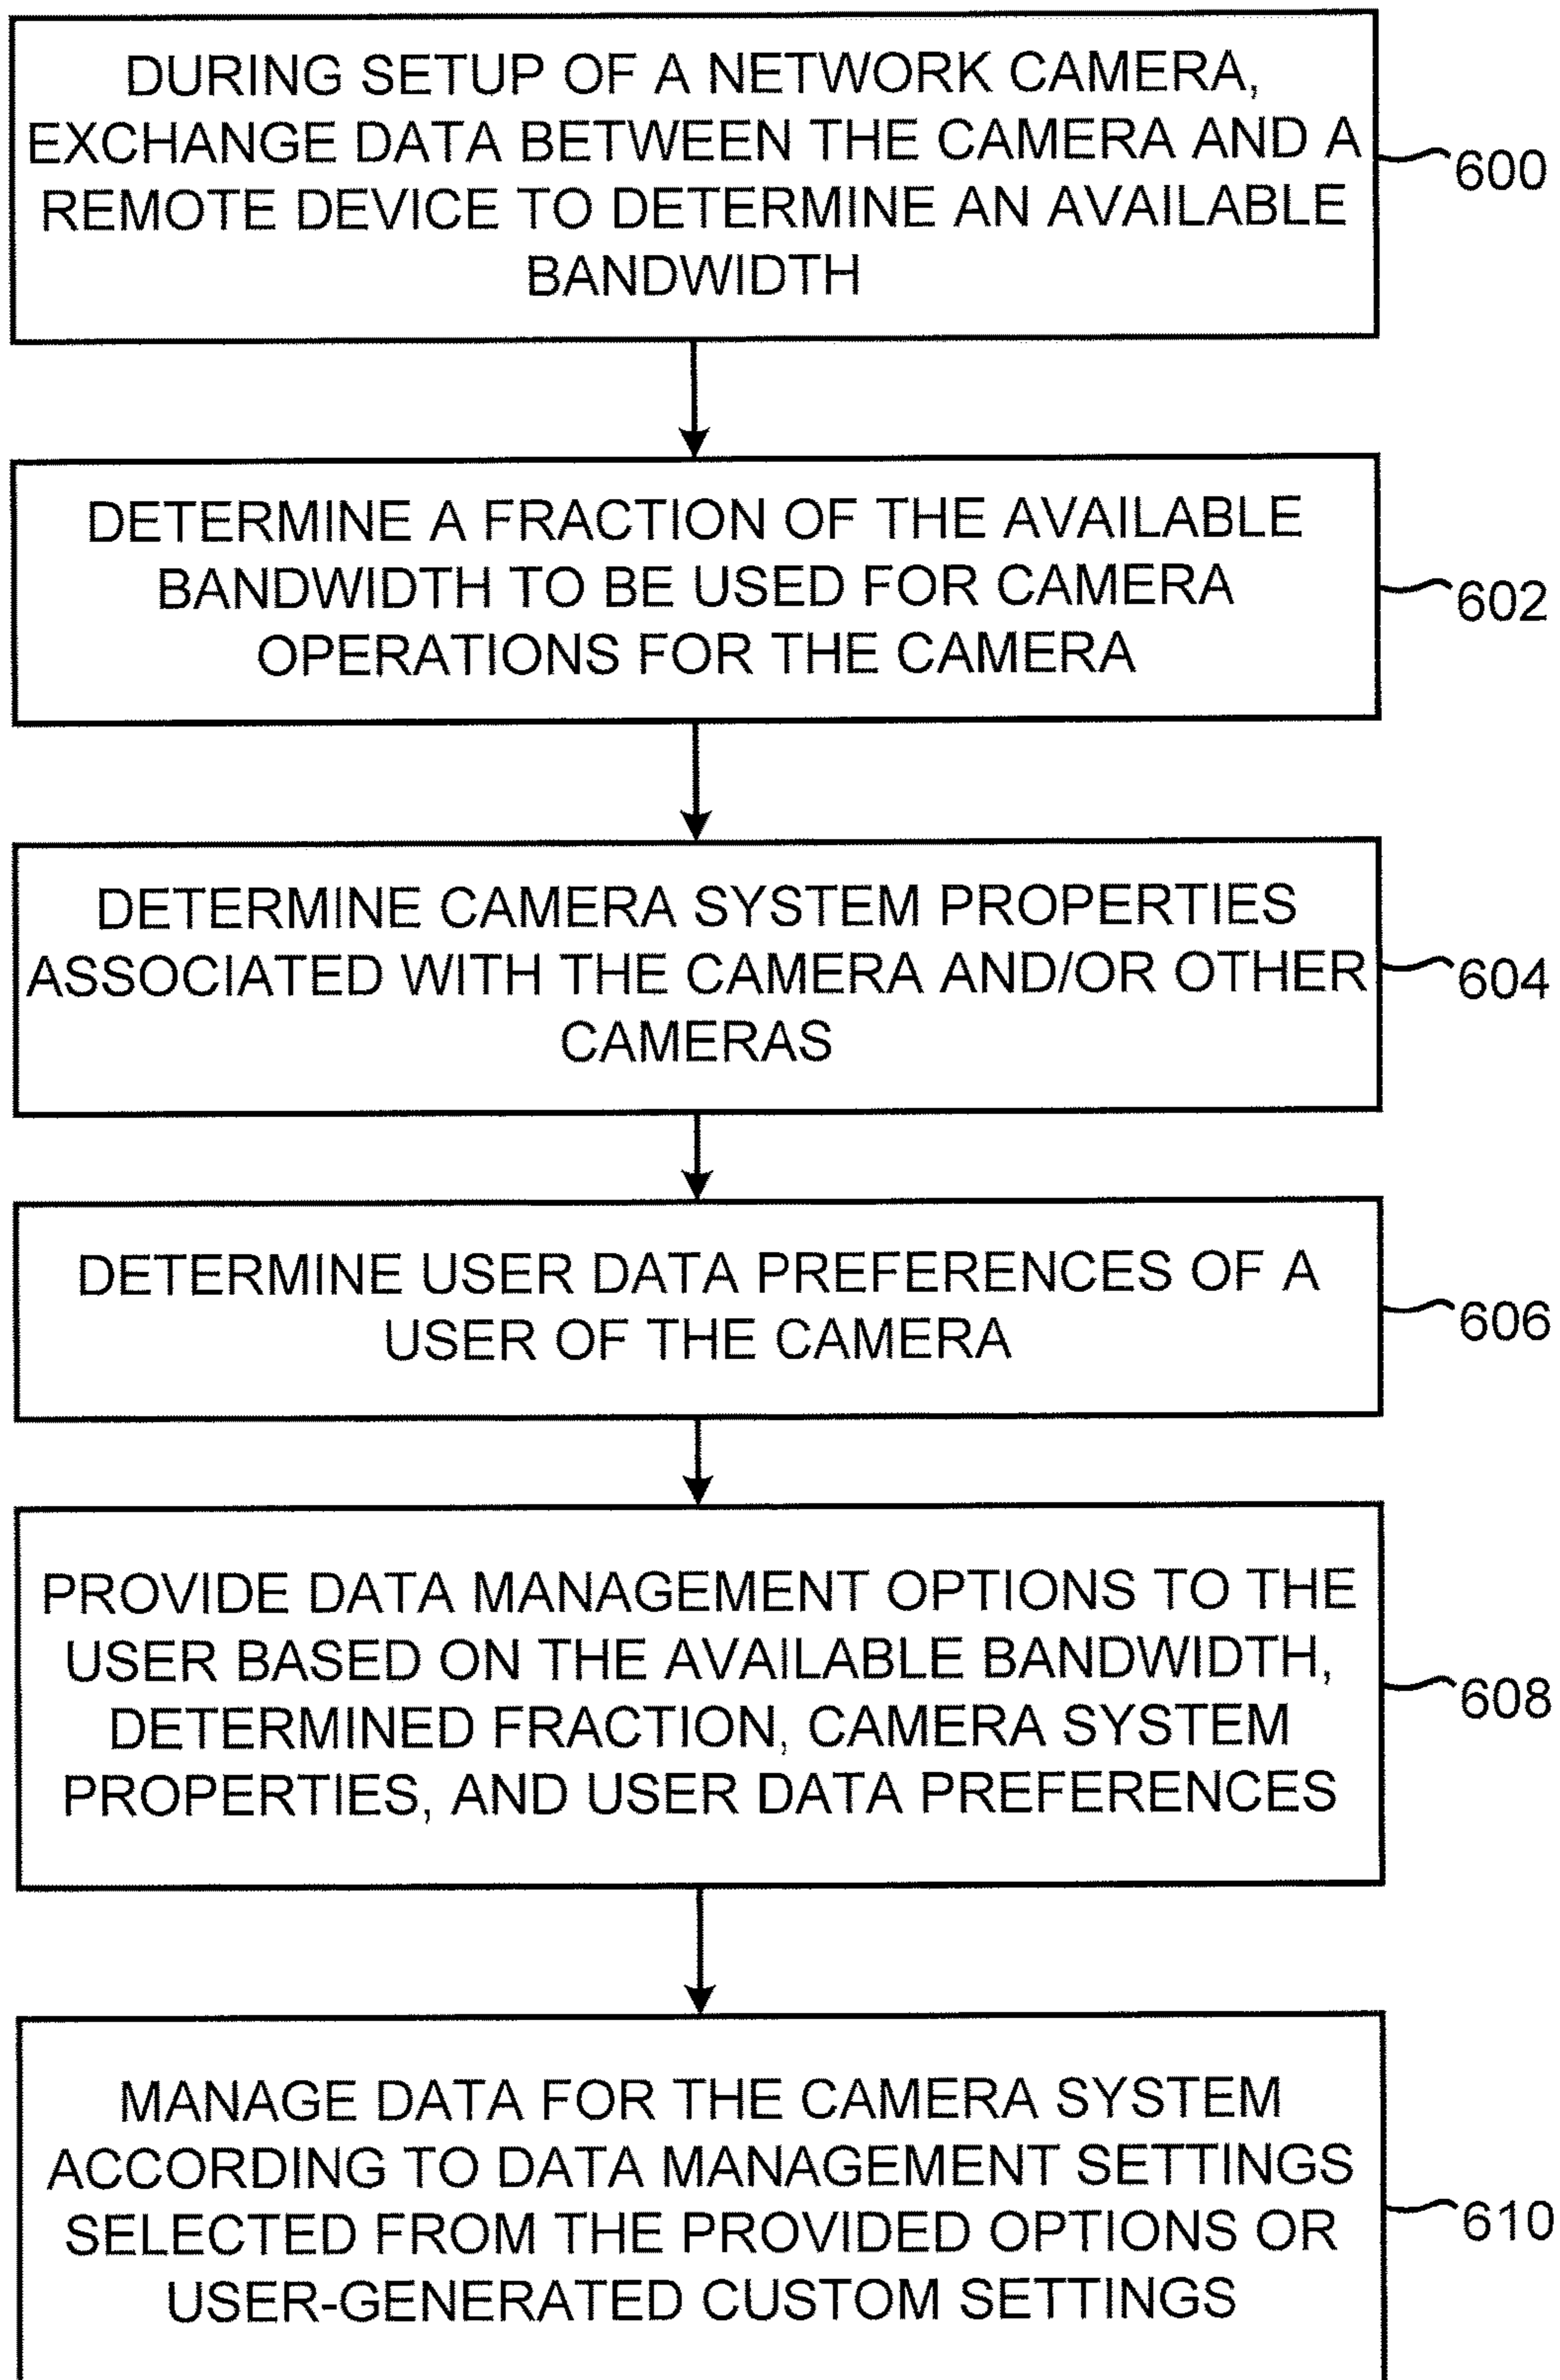 DURING SETUP OF A NETWORK CAMERA,
EXCHANGE DATA BETWEEN THE CAMERA AND A
REMOTE DEVICE TO DETERMINE AN AVAILABLE
BANDWIDTH
600
DETERMINE A FRACTION OF THE AVAILABLE
BANDWIDTH TO BE USED FOR CAMERA
OPERATIONS FOR THE CAMERA
602
DETERMINE CAMERA SYSTEM PROPERTIES
ASSOCIATED WITH THE CAMERA AND/OR OTHER
CAMERAS
604
DETERMINE USER DATA PREFERENCES OF A
USER OF THE CAMERA
606
PROVIDE DATA MANAGEMENT OPTIONS TO THE
USER BASED ON THE AVAILABLE BANDWIDTH,
DETERMINED FRACTION, CAMERA SYSTEM
PROPERTIES, AND USER DATA PREFERENCES
608
MANAGE DATA FOR THE CAMERA SYSTEM
ACCORDING TO DATA MANAGEMENT SETTINGS
SELECTED FROM THE PROVIDED OPTIONS OR
USER-GENERATED CUSTOM SETTINGS
610